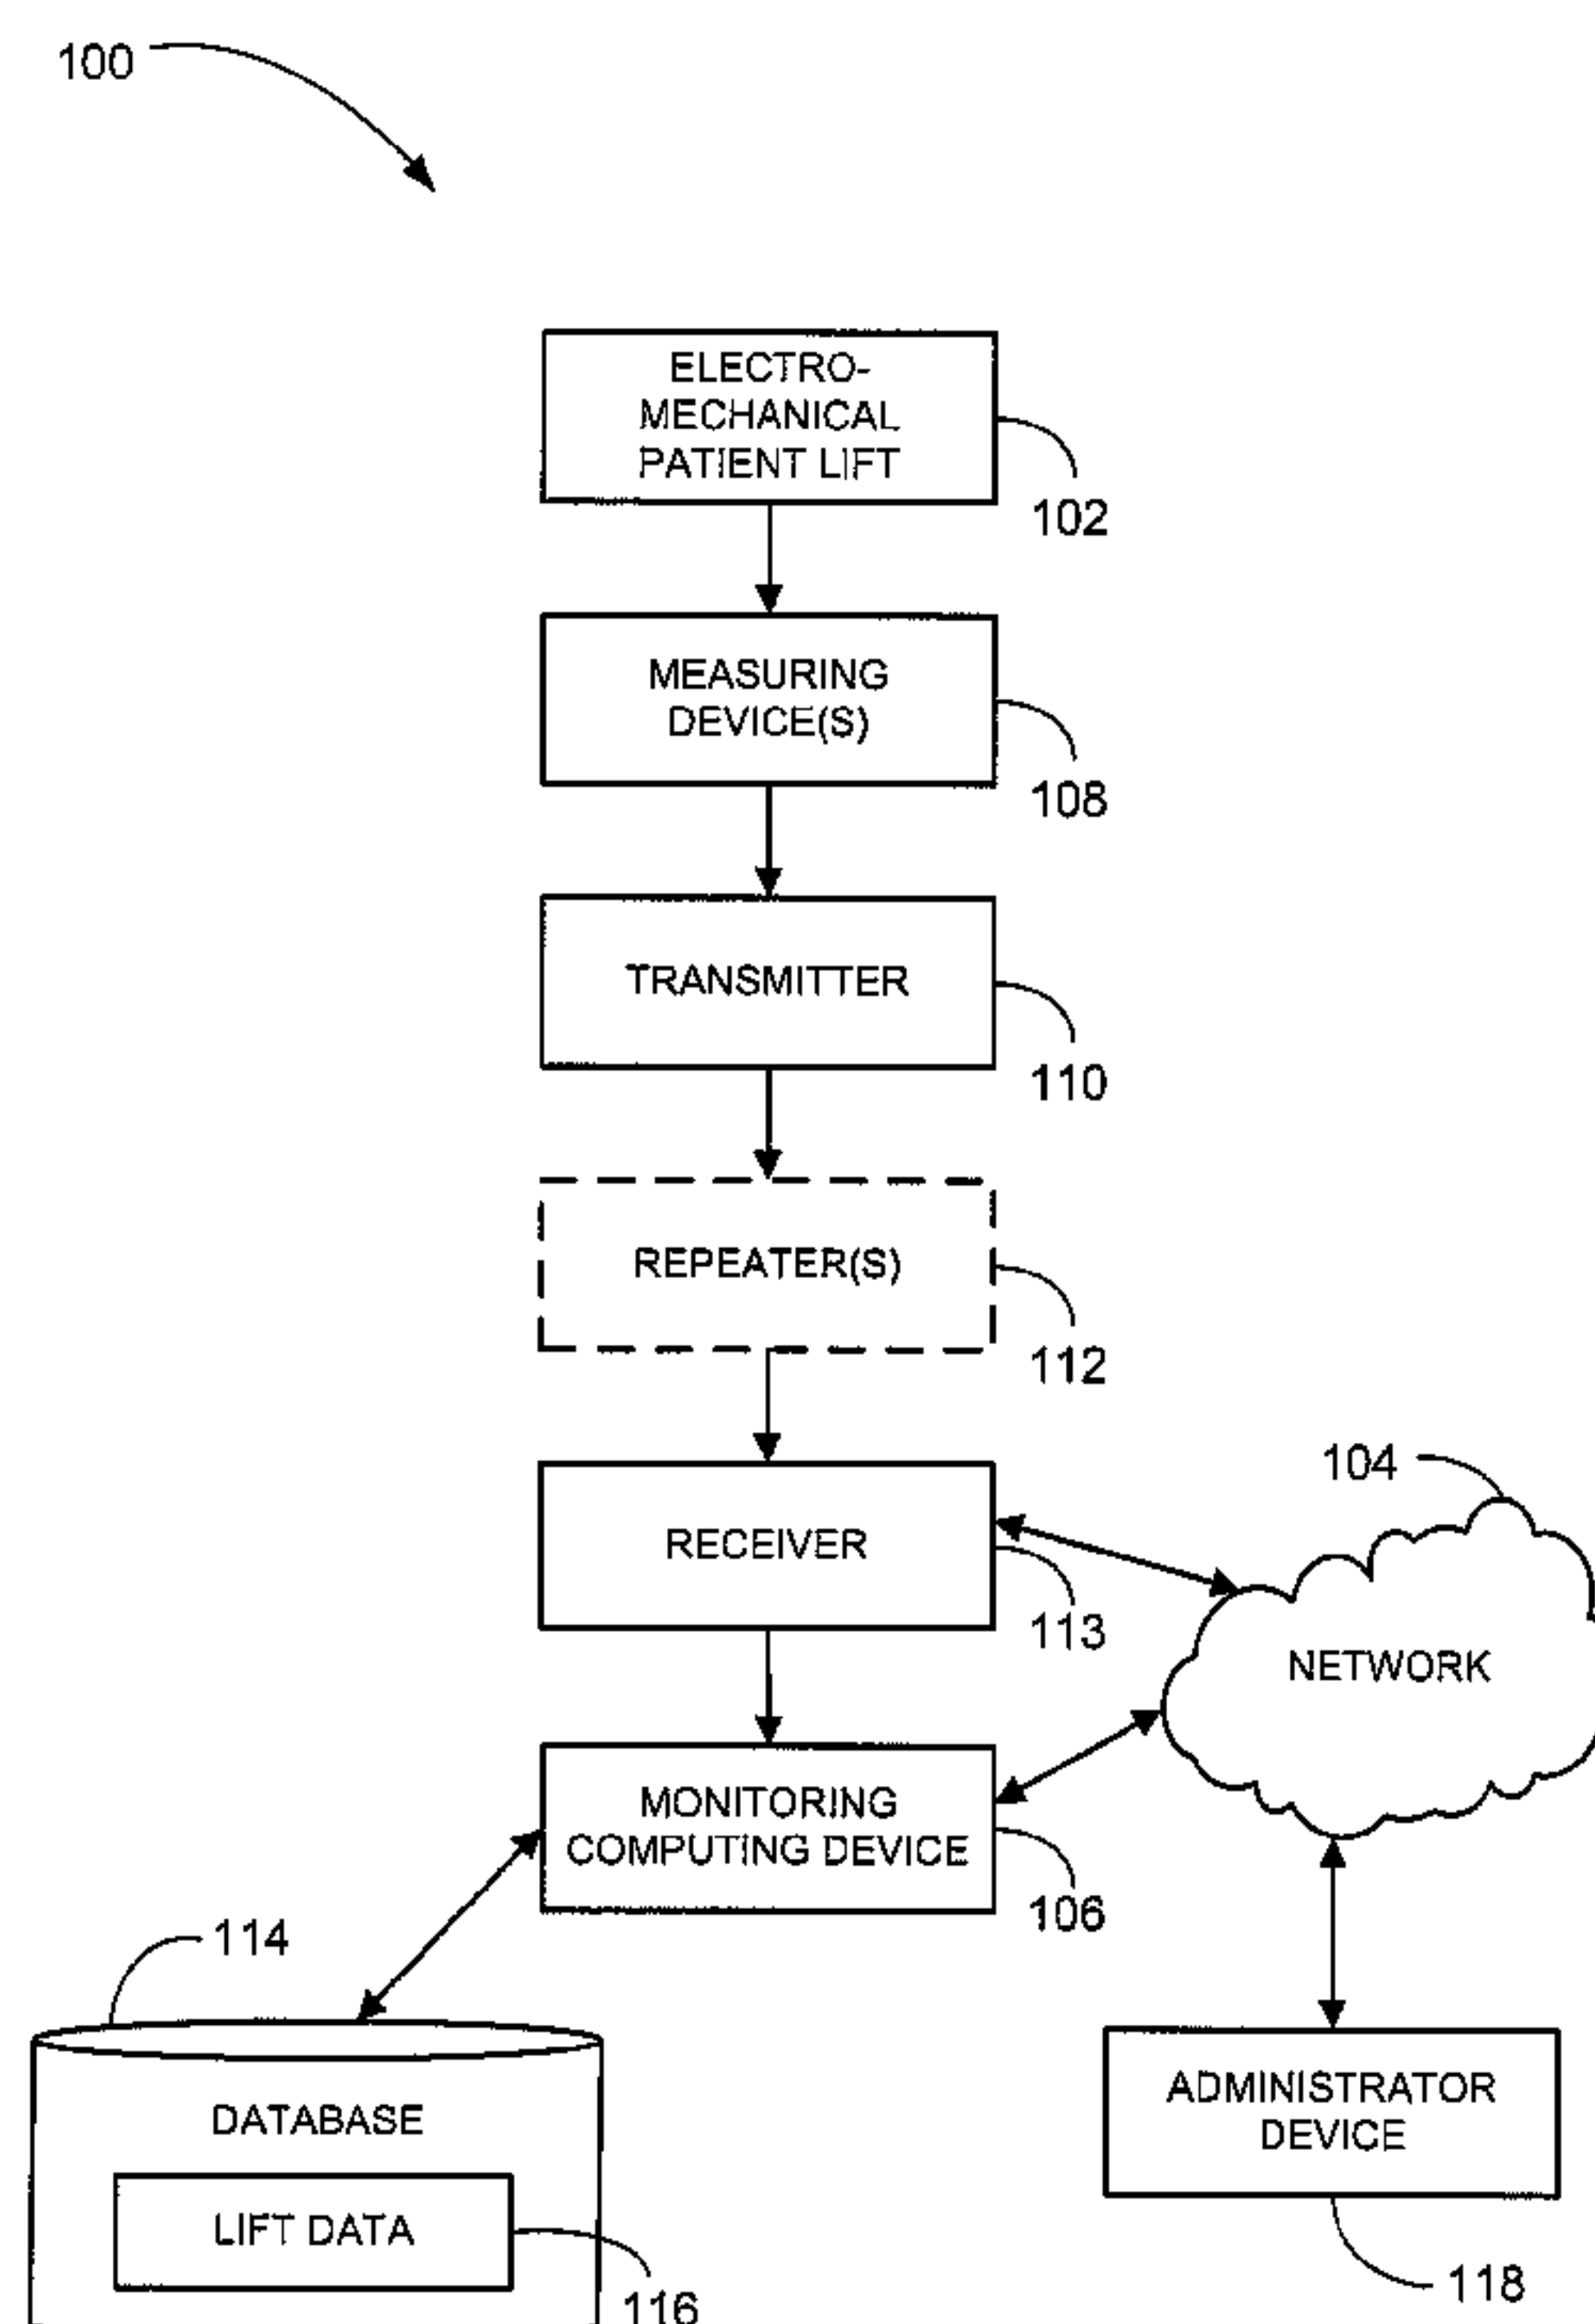 100
ELECTRO-
MECHANICAL
PATIENT LIFT
102
MEASURING
DEVICE(S)
108
TRANSMITTER
110
REPEATER(S)
112
104
RECEIVER
113
NETWORK
MONITORING
COMPUTING DEVICE
106
114
DATABASE
ADMINISTRATOR
DEVICE
LIFT DATA
118
116